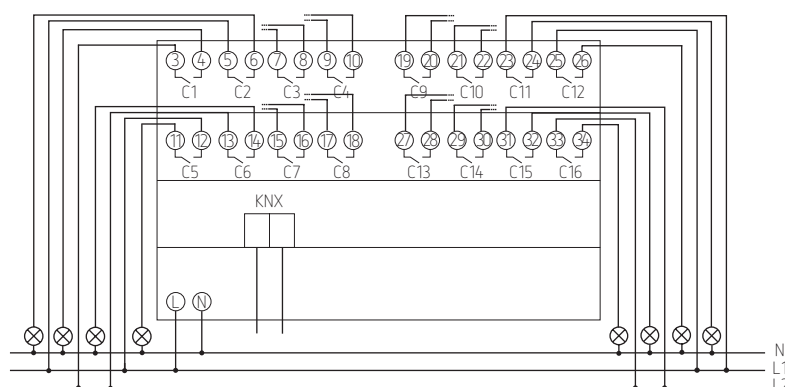 3 4 5 6 7 8 9 10 19 20 21 22 23 24 25 26
C1 C2 C3 C4 C9 C10 C11 C12
11 12 13 14 15 16 17 18 27 28 29 30 31 32 33 34
C5 C6 C7 C8 C13 C14 C15 C16
KNX
L N
N
L1